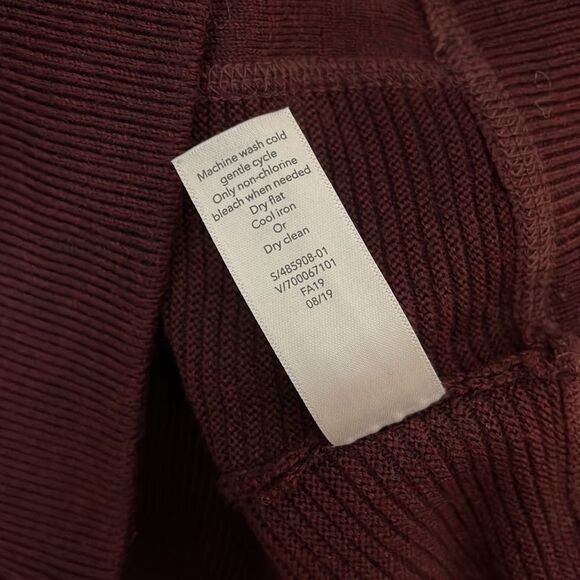 Machine wash cold
gentle cycle
Only non-chlorine
bleach when needed
Dry flat
Cool iron
Or
Dry clean
S/485908-01
V/700067101
FA19
08/19